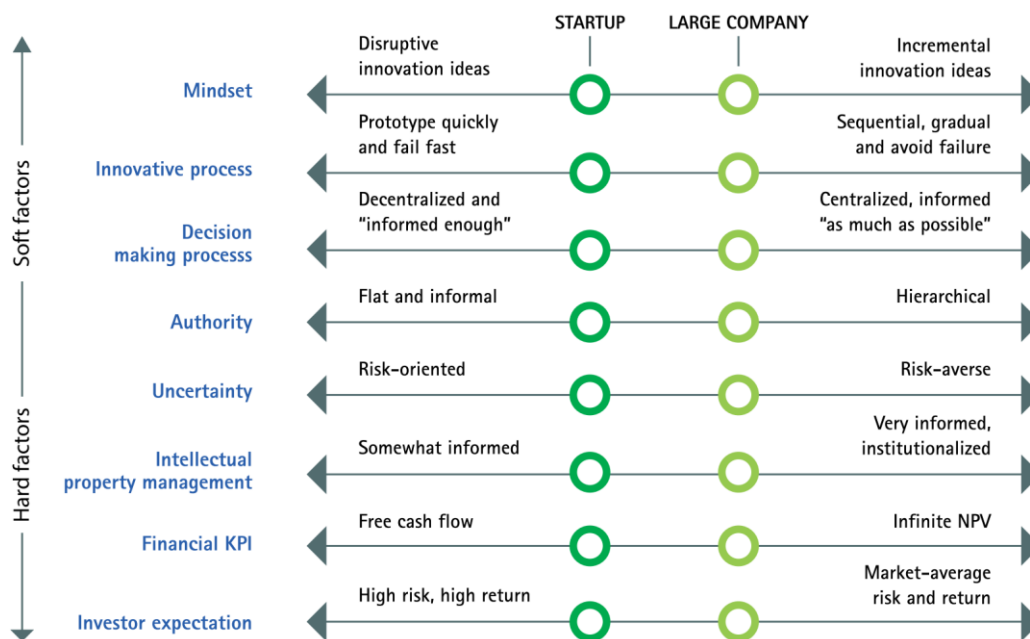 STARTUP
LARGE COMPANY
Disruptive
innovation ideas
Incremental
innovation ideas
Mindset
Prototype quickly
and fail fast
Sequential, gradual
and avoid failure
Innovative process
Decentralized and
“informed enough”
Centralized, informed
“as much as possible”
Decision
making processs
Flat and informal
Hierarchical
Authority
Risk-oriented
Risk-averse
Uncertainty
Somewhat informed
Very informed,
institutionalized
Intellectual
property management
Free cash flow
Infinite NPV
Financial KPI
High risk, high return
Market-average
risk and return
Investor expectation
Soft factors
Hard factors